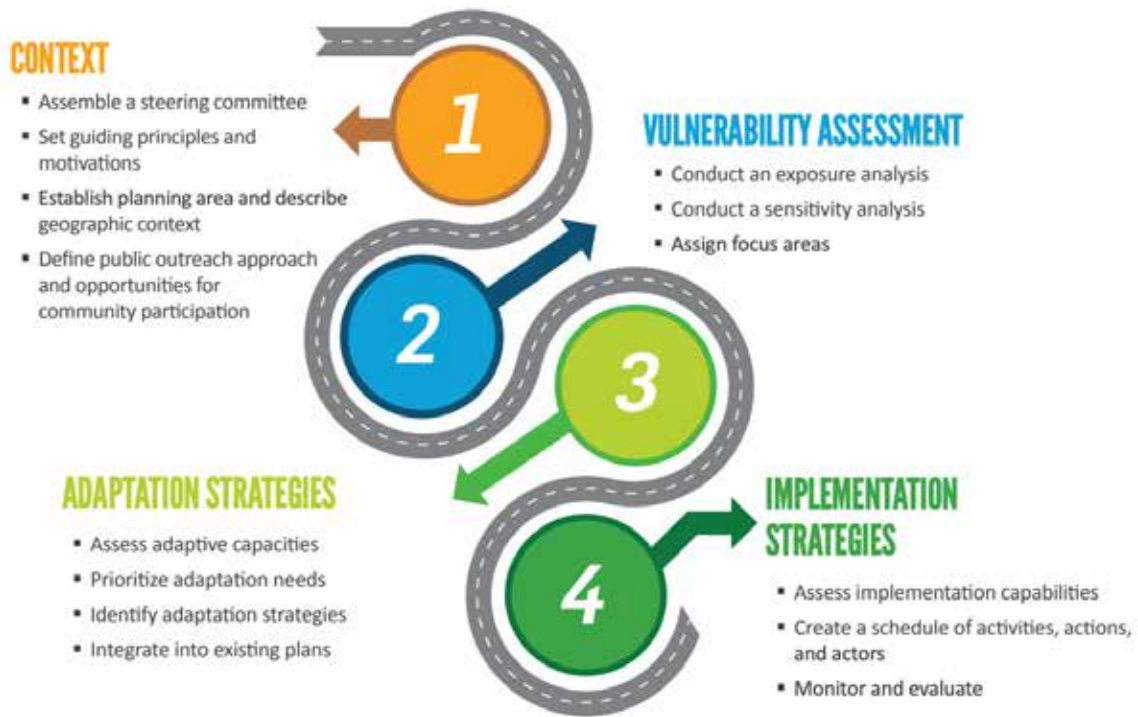 CONTEXT
▪ Assemble a steering committee
▪ Set guiding principles and
motivations
▪ Establish planning area and describe
geographic context
▪ Define public outreach approach
and opportunities for
community participation
1
VULNERABILITY ASSESSMENT
▪ Conduct an exposure analysis
▪ Conduct a sensitivity analysis
▪ Assign focus areas
2
3
ADAPTATION STRATEGIES
▪ Assess adaptive capacities
▪ Prioritize adaptation needs
▪ Identify adaptation strategies
▪ Integrate into existing plans
4
IMPLEMENTATION
STRATEGIES
▪ Assess implementation capabilities
▪ Create a schedule of activities, actions,
and actors
▪ Monitor and evaluate